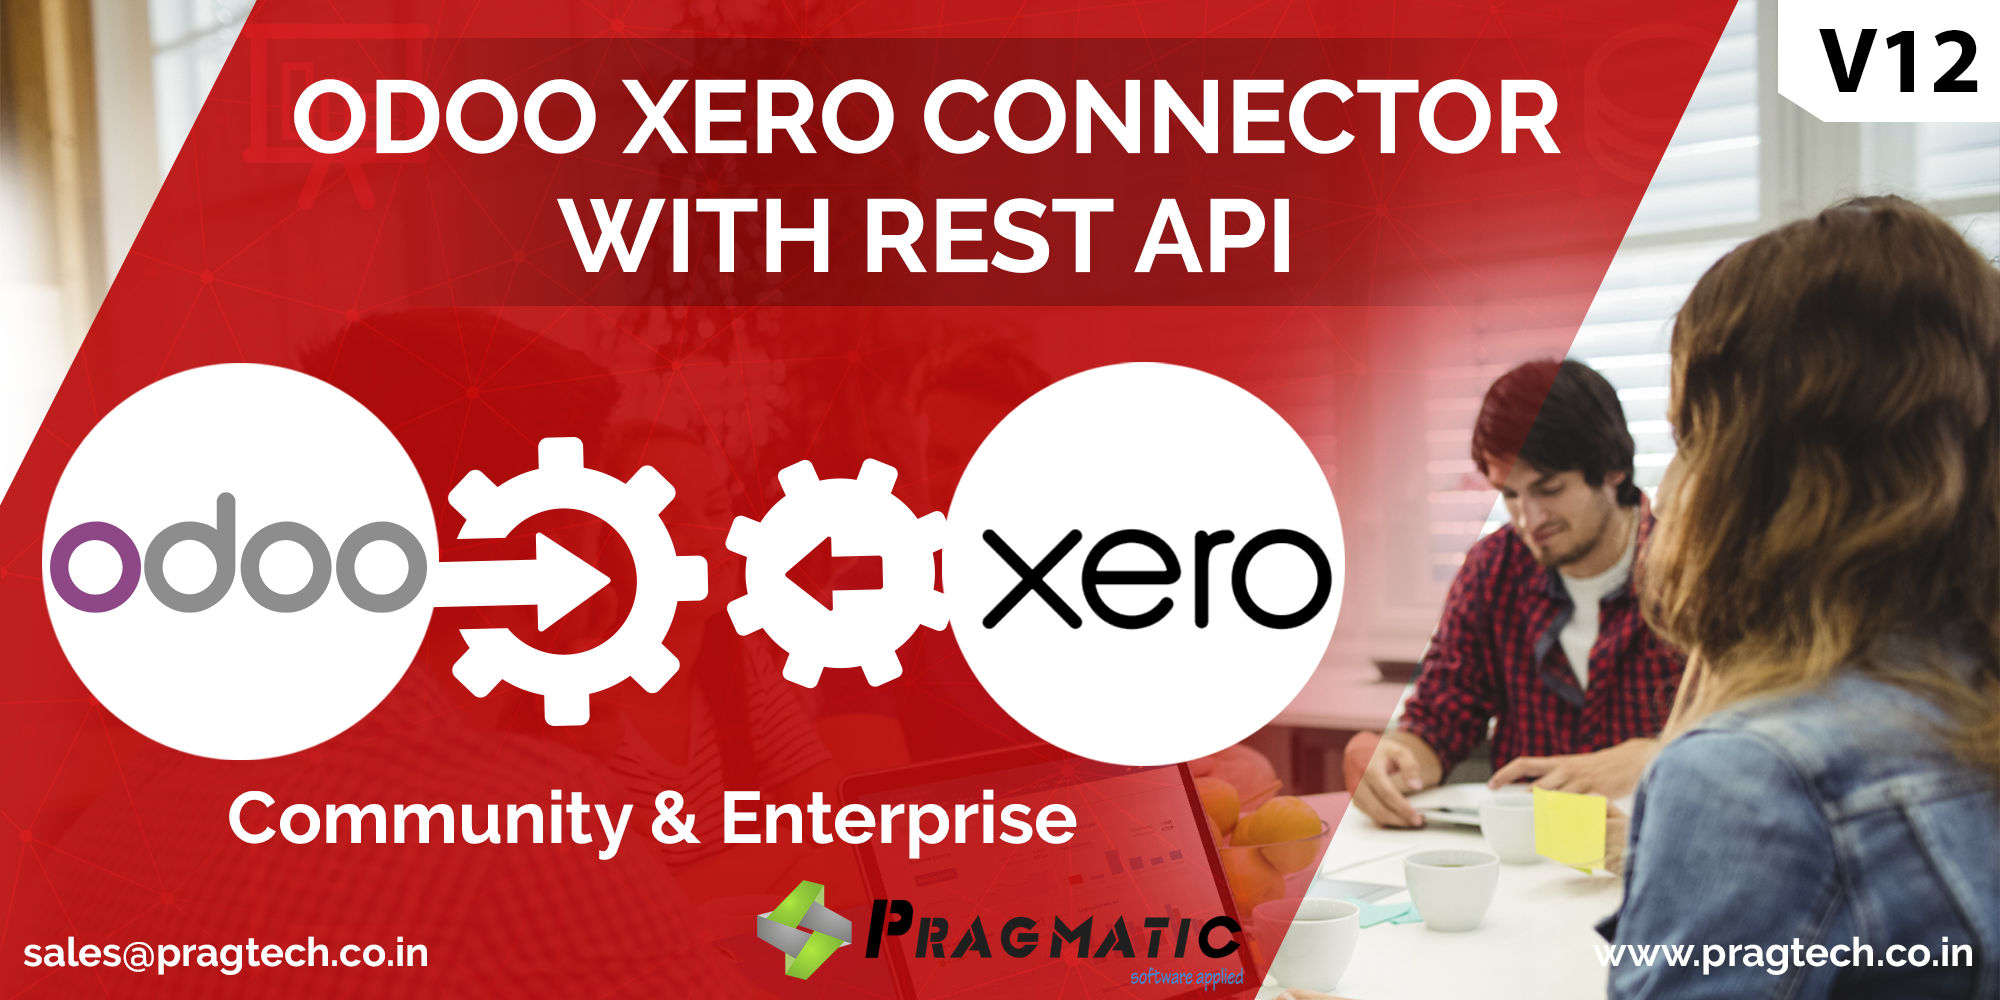 V12
ODOO XERO CONNECTOR
WITH REST API
odoo
xero
Community & Enterprise
PRAGMATIC
software applied
sales@pragtech.co.in
www.pragtech.co.in